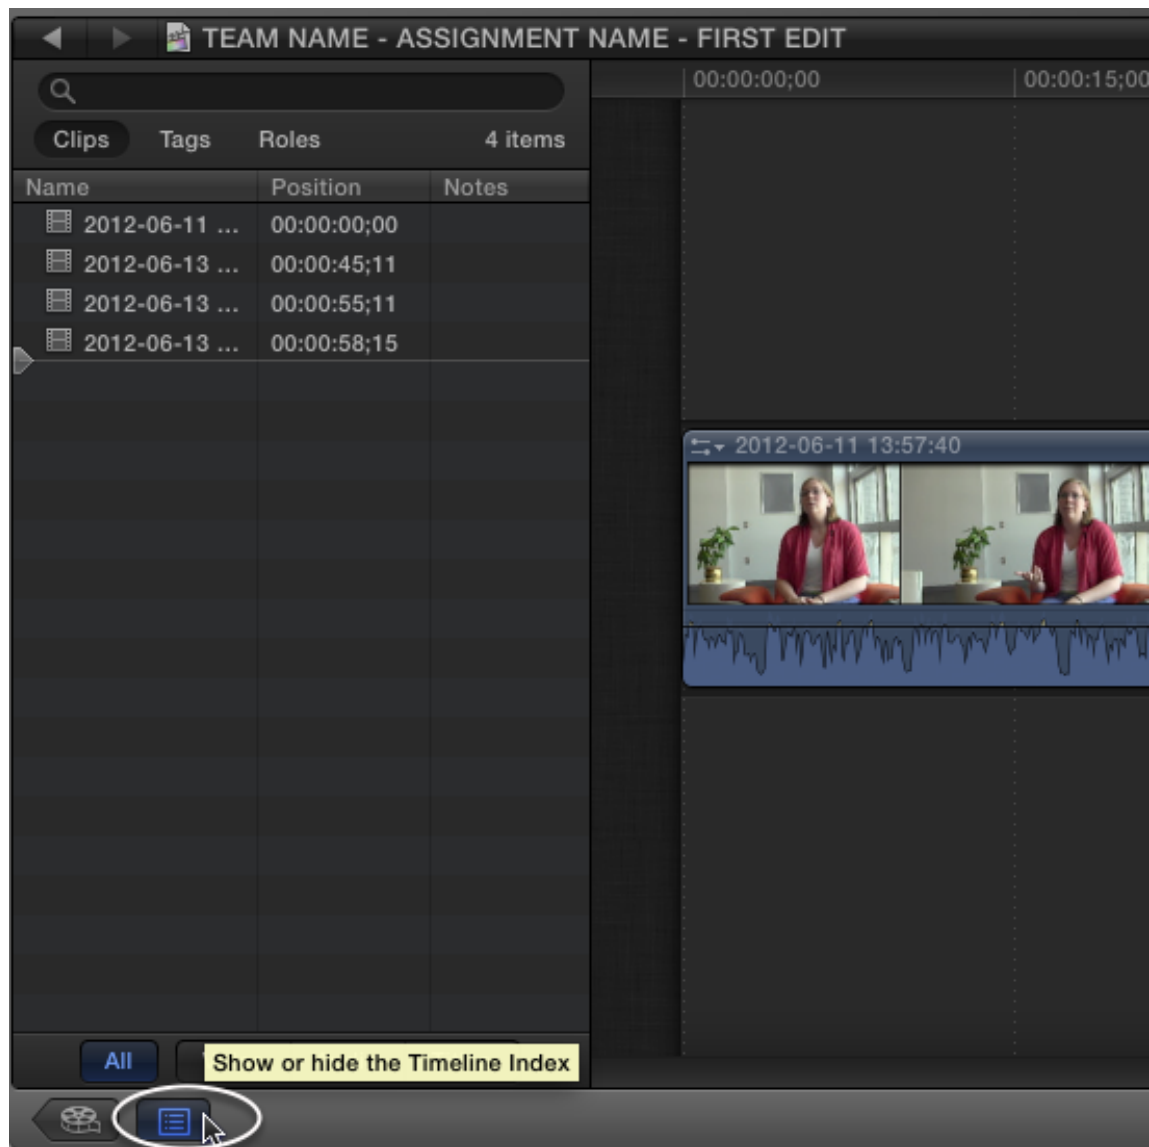 TEAM NAME - ASSIGNMENT NAME - FIRST EDIT
00:00:00;00 00:00:15;00
Clips Tags Roles 4 items
Name Position Notes
2012-06-11 ... 00:00:00;00
2012-06-13 ... 00:00:45;11
2012-06-13 ... 00:00:55;11
2012-06-13 ... 00:00:58;15
2012-06-11 13:57:40
All
Show or hide the Timeline Index